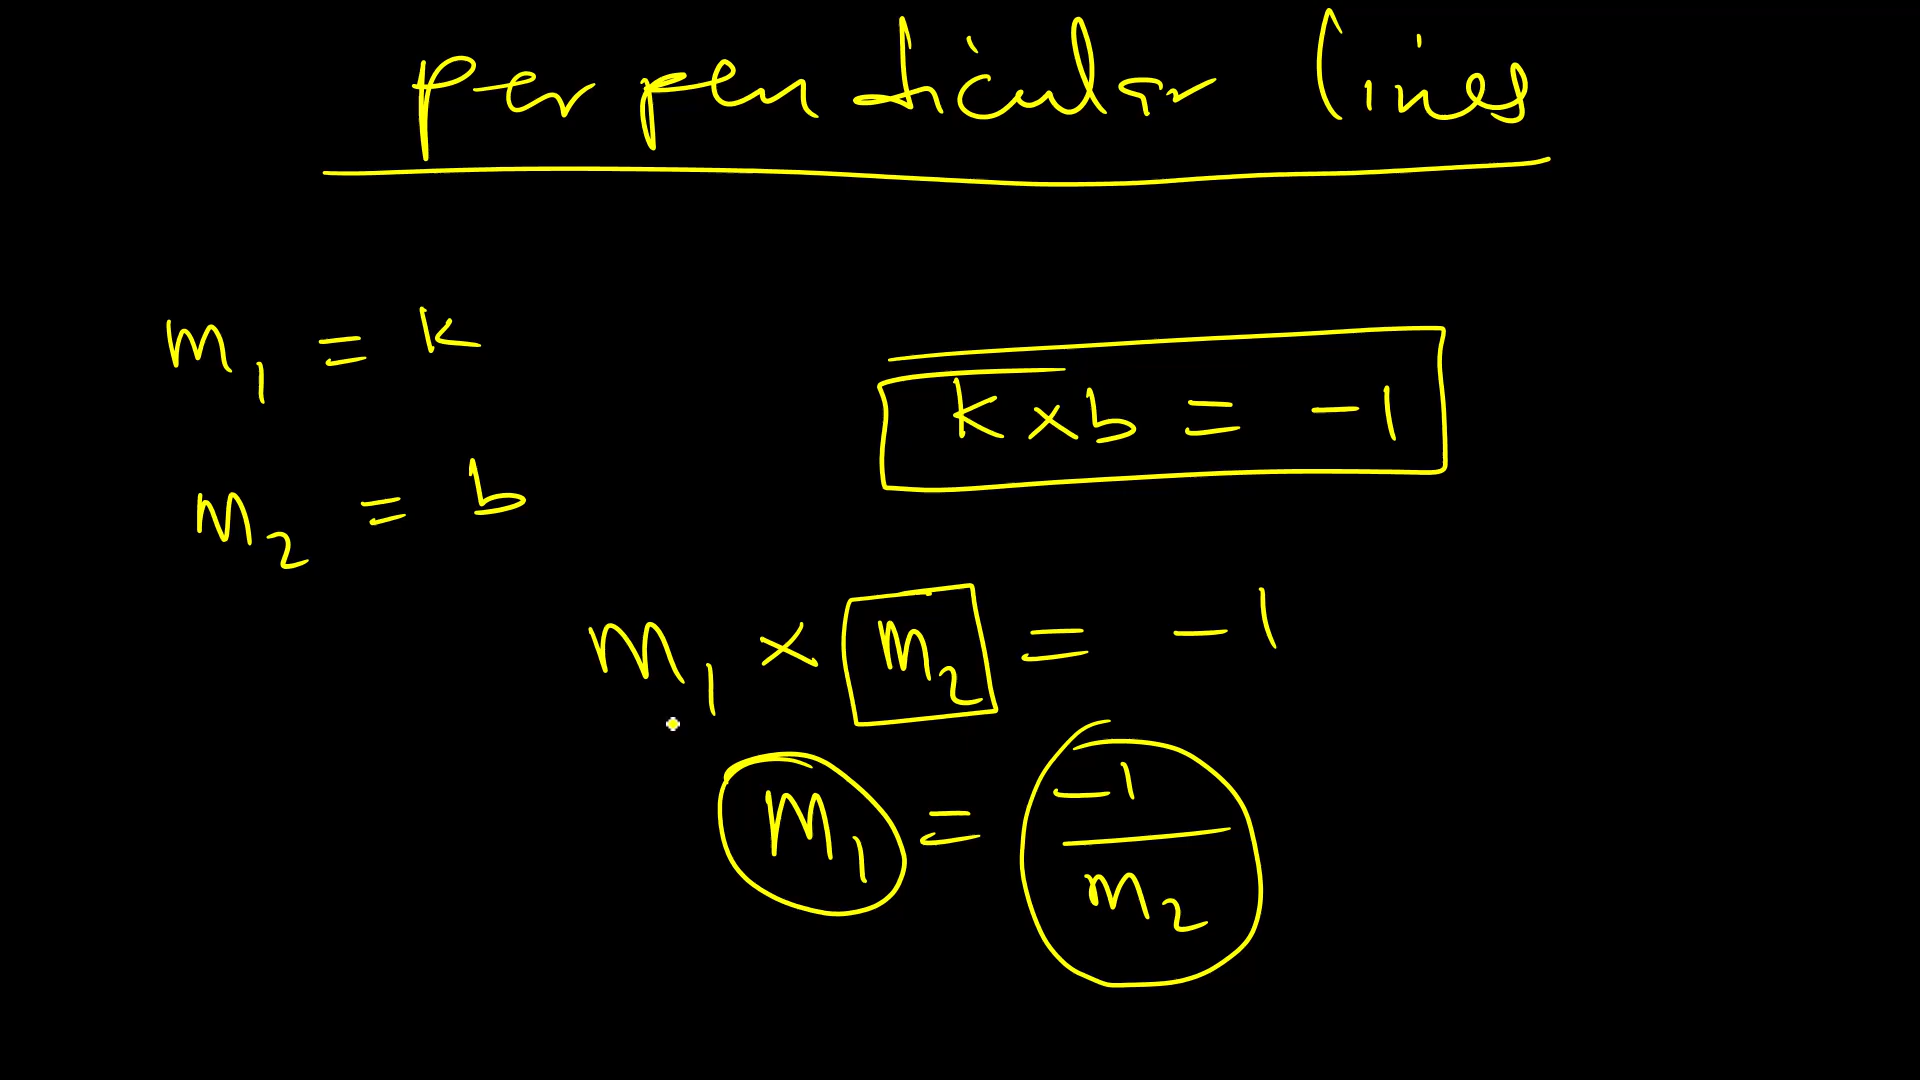 perpendicular lines
m₁ = k
k × b = -1
m₂ = b
m₁ × m₂ = -1
m₁ = -1/m₂